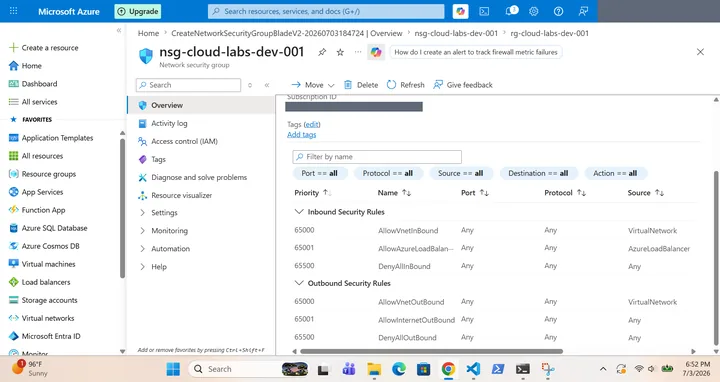 Microsoft Azure
Upgrade
Search resources, services, and docs (G+/)
Home > CreateNetworkSecurityGroupBladeV2-20260703184724 | Overview > nsg-cloud-labs-dev-001 > rg-cloud-labs-dev-001
nsg-cloud-labs-dev-001
Network security group
How do I create an alert to track firewall metric failures
Create a resource
Home
Dashboard
All services
FAVORITES
Application Templates
All resources
Resource groups
App Services
Function App
Azure SQL Database
Azure Cosmos DB
Virtual machines
Load balancers
Storage accounts
Virtual networks
Microsoft Entra ID
Monitor
Search
Overview
Activity log
Access control (IAM)
Tags
Diagnose and solve problems
Resource visualizer
Settings
Monitoring
Automation
Help
Add or remove favorites by pressing Ctrl+Shift+F
Move Delete Refresh Give feedback
Subscription ID
Tags (edit)
Add tags
Filter by name
Port == all Protocol == all Source == all Destination == all Action == all
Priority Name Port Protocol Source
Inbound Security Rules
65000 AllowVnetInBound Any Any VirtualNetwork
65001 AllowAzureLoadBalan··· Any Any AzureLoadBalancer
65500 DenyAllInBound Any Any Any
Outbound Security Rules
65000 AllowVnetOutBound Any Any VirtualNetwork
65001 AllowInternetOutBound Any Any Any
65500 DenyAllOutBound Any Any Any
1
96°F
Sunny
Search
6:52 PM
7/3/2026